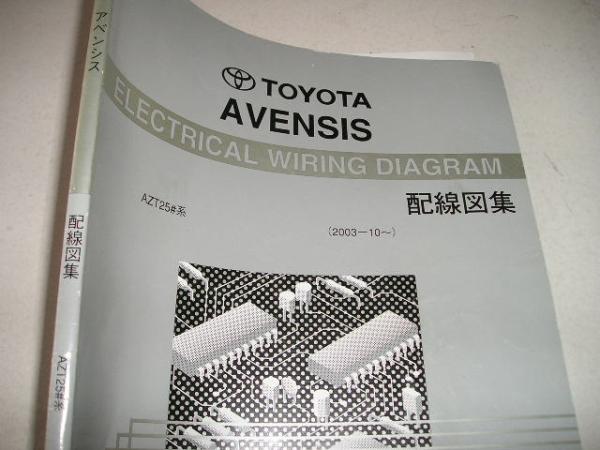 TOYOTA
AVENSIS
ELECTRICAL WIRING DIAGRAM
配線図集
AZT25#系
(2003-10~)
アベンシス
配線図集
AZT25#系